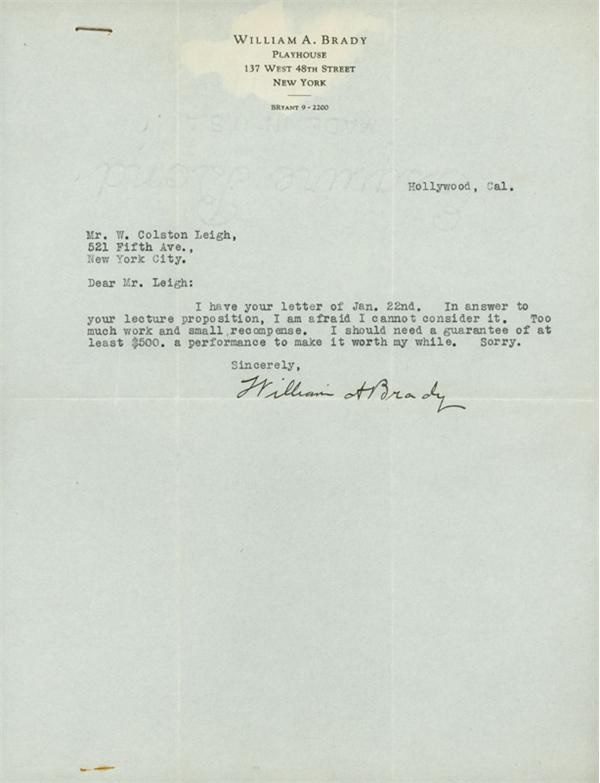 WILLIAM A. BRADY
PLAYHOUSE
137 WEST 48TH STREET
NEW YORK
BRYANT 9-2200
Hollywood, Cal.
Mr. W. Colston Leigh,
521 Fifth Ave.,
New York City.
Dear Mr. Leigh:
I have your letter of Jan. 22nd. In answer to
your lecture proposition, I am afraid I cannot consider it. Too
much work and small recompense. I should need a guarantee of at
least $500. a performance to make it worth my while. Sorry.
Sincerely,
William A Brady